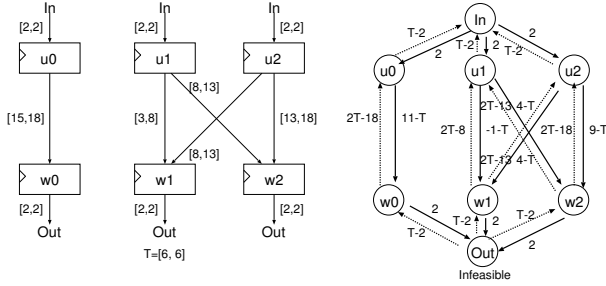 In In In In
[2,2] [2,2] [2,2] T-2 T-2 2 2
2 T-2
u0 u1 u2 u0 u1 u2
[8,13]
[15,18] [3,8] [13,18] 2T-18 11-T 2T-8 2T-13 4-T -1-T 2T-18 9-T
[8,13] 2T-13 4-T
w0 w1 w2 w0 w1 w2
[2,2] [2,2] [2,2] 2 T-2 2 T-2
Out Out Out T-2 Out 2
T=[6, 6] Infeasible